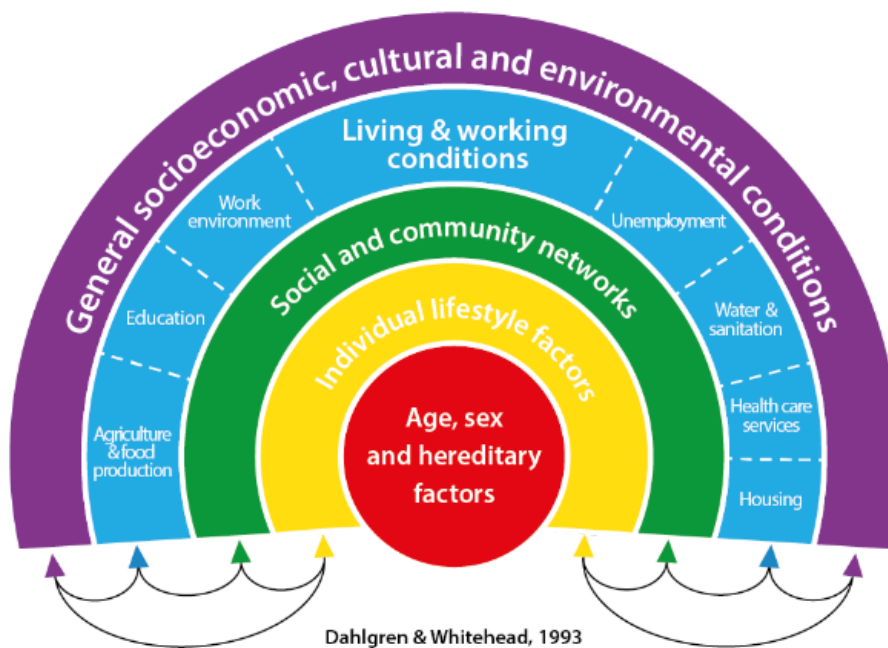 General socioeconomic, cultural and environmental conditions
Living & working
conditions
Work
environment
Unemployment
Social and community networks
Education
Water &
sanitation
Individual lifestyle factors
Agriculture
& food
production
Age, sex
and hereditary
factors
Health care
services
Housing
Dahlgren & Whitehead, 1993